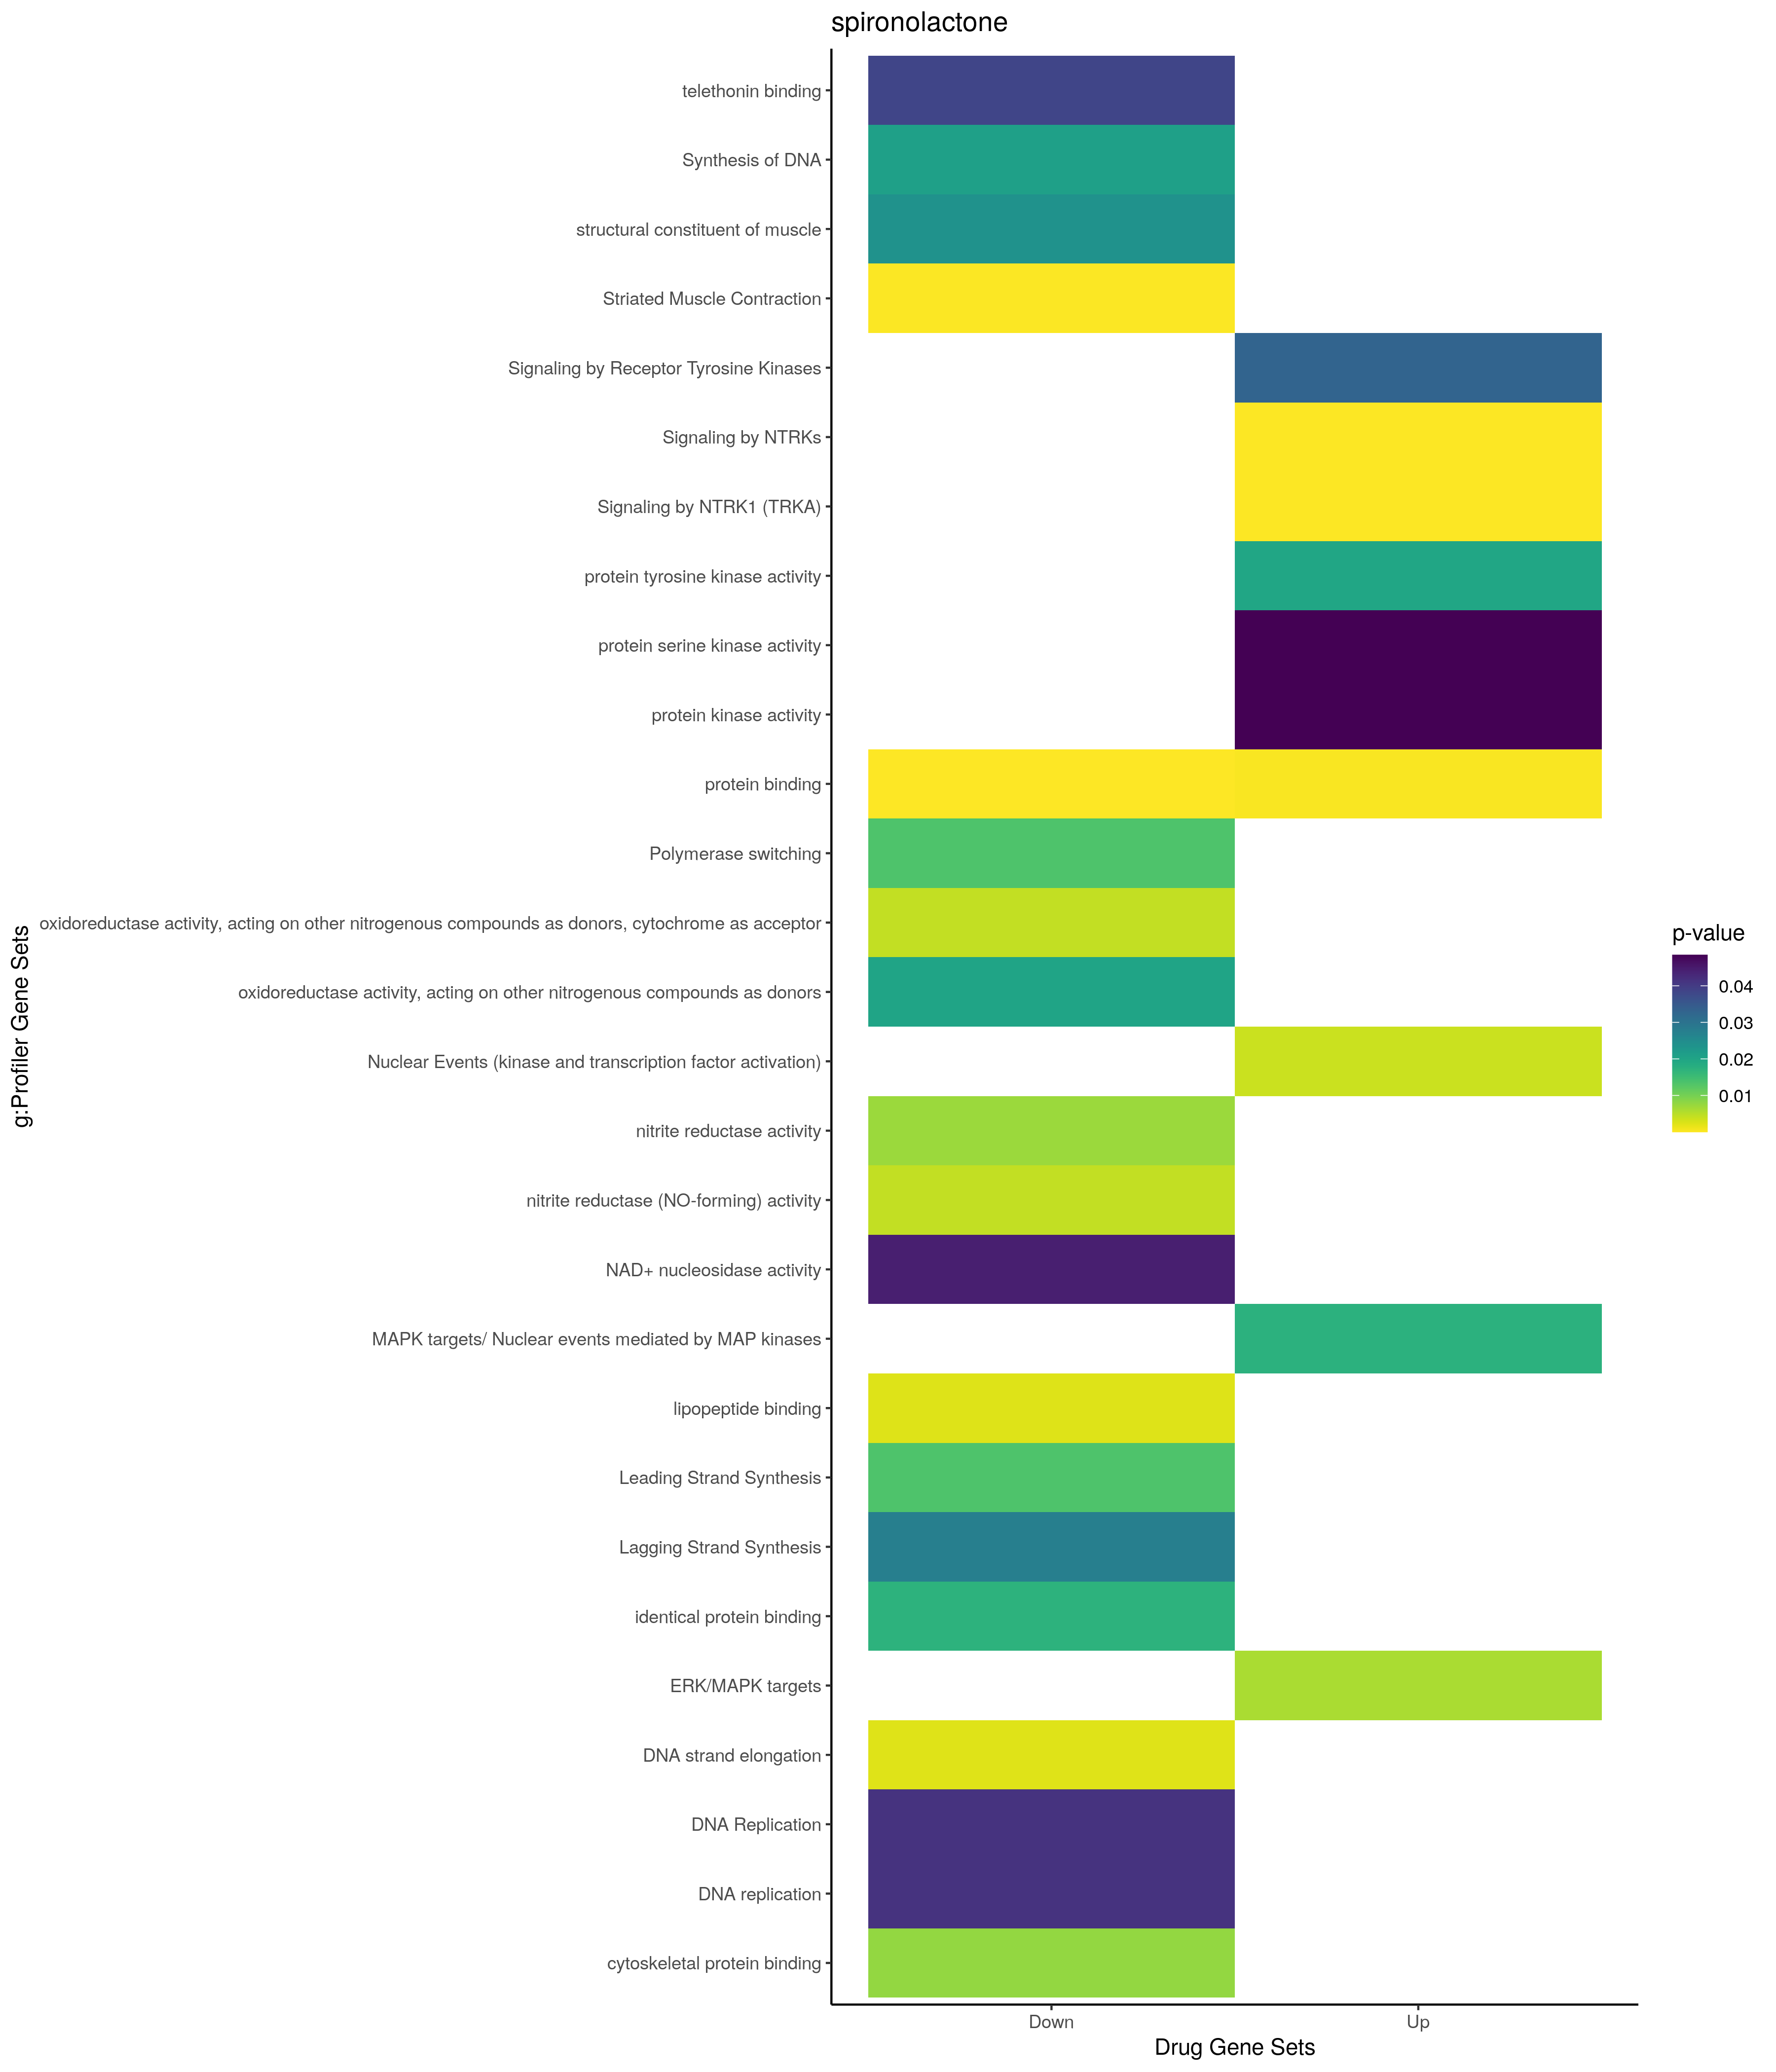 spironolactone
telethonin binding
Synthesis of DNA
structural constituent of muscle
Striated Muscle Contraction
Signaling by Receptor Tyrosine Kinases
Signaling by NTRKs
Signaling by NTRK1 (TRKA)
protein tyrosine kinase activity
protein serine kinase activity
protein kinase activity
protein binding
Polymerase switching
oxidoreductase activity, acting on other nitrogenous compounds as donors, cytochrome as acceptor
oxidoreductase activity, acting on other nitrogenous compounds as donors
Nuclear Events (kinase and transcription factor activation)
nitrite reductase activity
nitrite reductase (NO-forming) activity
NAD+ nucleosidase activity
MAPK targets/ Nuclear events mediated by MAP kinases
lipopeptide binding
Leading Strand Synthesis
Lagging Strand Synthesis
identical protein binding
ERK/MAPK targets
DNA strand elongation
DNA Replication
DNA replication
cytoskeletal protein binding
g:Profiler Gene Sets
Down
Up
Drug Gene Sets
p-value
0.04
0.03
0.02
0.01